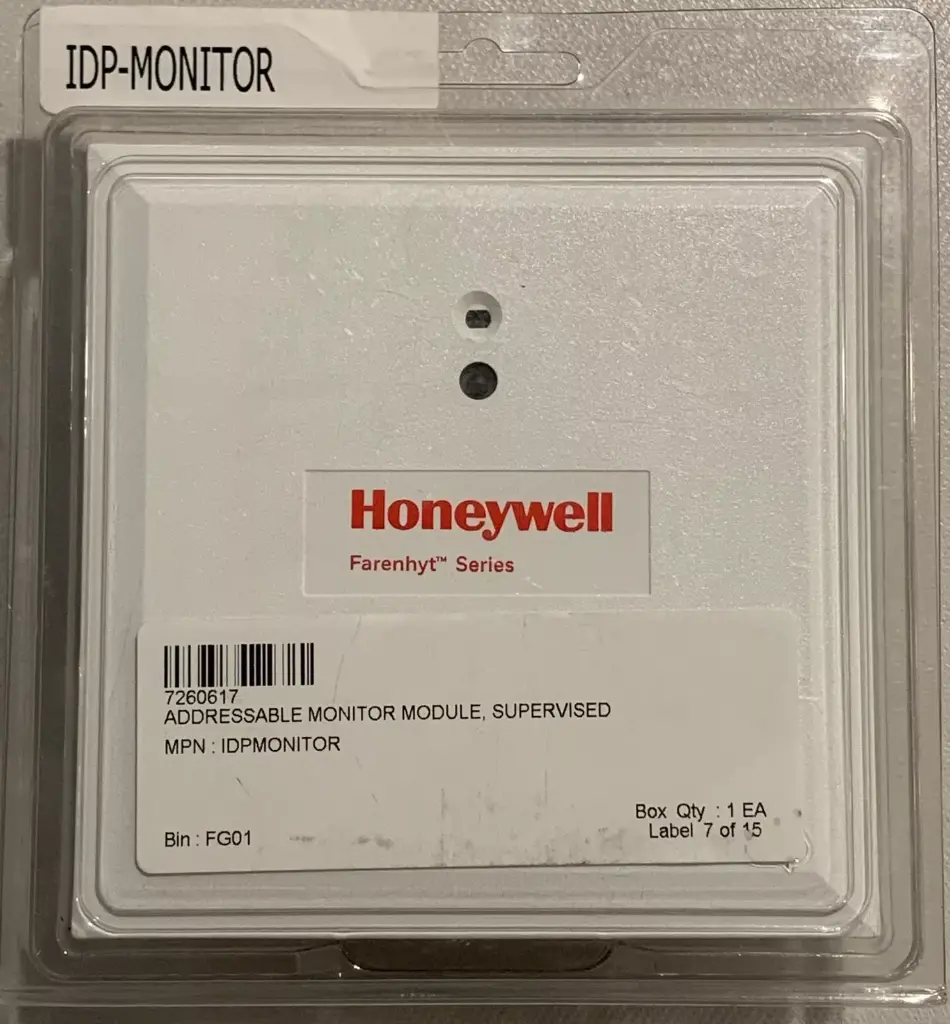 IDP-MONITOR
Honeywell
Farenhyt™ Series
7260617
ADDRESSABLE MONITOR MODULE, SUPERVISED
MPN : IDPMONITOR
Box Qty : 1 EA
Label 7 of 15
Bin : FG01